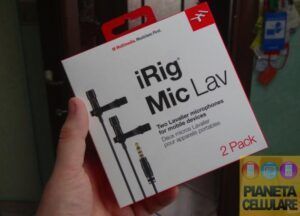 IK Multimedia. Musicians First.
iRig®
Mic Lav
Two Lavalier microphones
for mobile devices
Deux micros Lavalier
pour appareils portables
2 Pack
PIANETA
CELLULARE